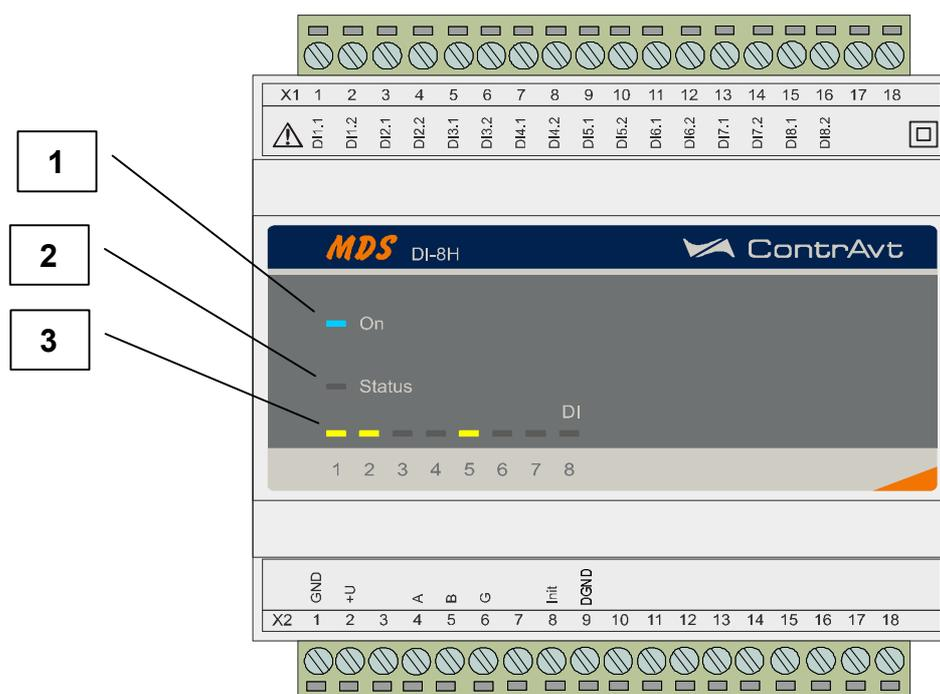 X1 1 2 3 4 5 6 7 8 9 10 11 12 13 14 15 16 17 18
DI1.1 DI1.2 DI2.1 DI2.2 DI3.1 DI3.2 DI4.1 DI4.2 DI5.1 DI5.2 DI6.1 DI6.2 DI7.1 DI7.2 DI8.1 DI8.2
1
2
3
MDS DI-8H ContrAvt
On
Status
DI
1 2 3 4 5 6 7 8
GND +U A B G Init DGND
X2 1 2 3 4 5 6 7 8 9 10 11 12 13 14 15 16 17 18